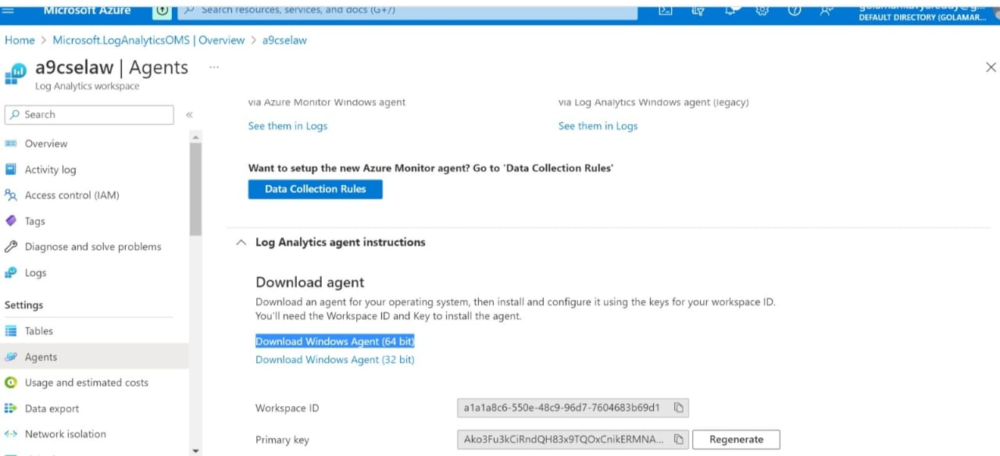 Microsoft Azure
Search resources, services, and docs (G+/)
DEFAULT DIRECTORY (GOLAMAR...
Home > Microsoft.LogAnalyticsOMS | Overview > a9cselaw
a9cselaw | Agents ...
Log Analytics workspace
Search
«
Overview
Activity log
Access control (IAM)
Tags
Diagnose and solve problems
Logs
Settings
Tables
Agents
Usage and estimated costs
Data export
Network isolation
via Azure Monitor Windows agent
via Log Analytics Windows agent (legacy)
See them in Logs
See them in Logs
Want to setup the new Azure Monitor agent? Go to 'Data Collection Rules'
Data Collection Rules
Log Analytics agent instructions
Download agent
Download an agent for your operating system, then install and configure it using the keys for your workspace ID.
You'll need the Workspace ID and Key to install the agent.
Download Windows Agent (64 bit)
Download Windows Agent (32 bit)
Workspace ID
a1a1a8c6-550e-48c9-96d7-7604683b69d1
Primary key
Ako3Fu3kCiRndQH83x9TQOxCnikERMNA...
Regenerate